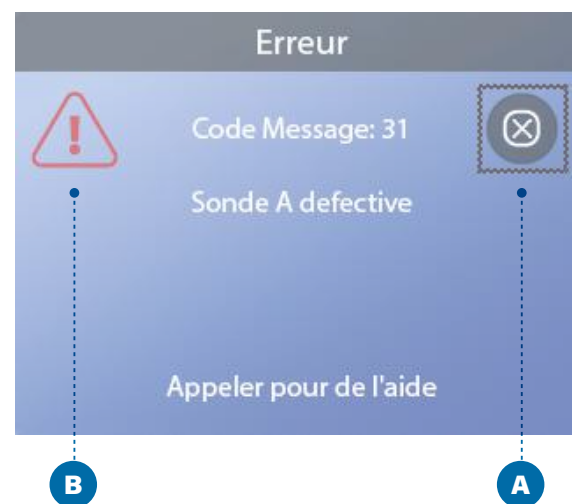 Erreur
Code Message: 31
Sonde A defective
Appeler pour de l'aide
B
A